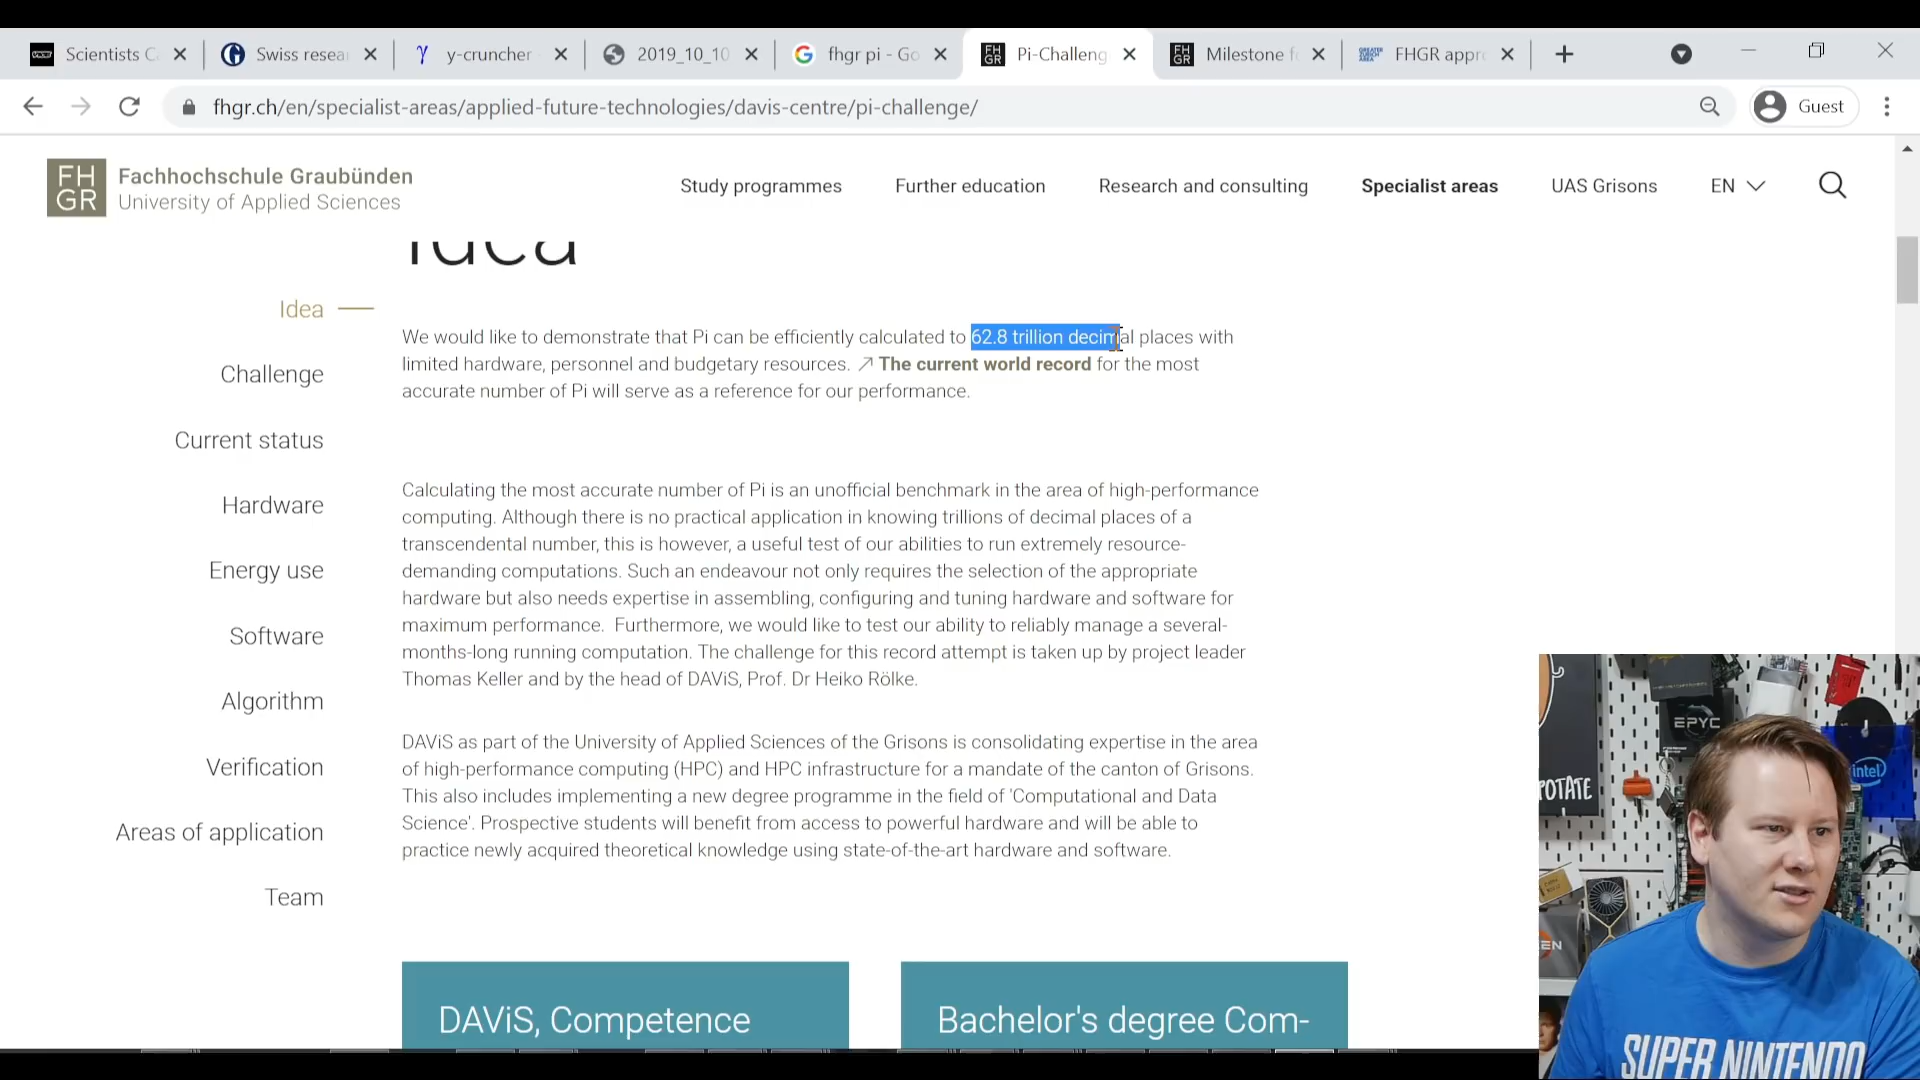 Scientists C
Swiss resea
y-cruncher
2019_10_10
fhgr pi - Go
Pi-Challeng
Milestone f
FHGR appr
fhgr.ch/en/specialist-areas/applied-future-technologies/davis-centre/pi-challenge/
Guest
FH
GR
Fachhochschule Graubünden
University of Applied Sciences
Study programmes
Further education
Research and consulting
Specialist areas
UAS Grisons
EN
Idea
Idea
Challenge
Current status
Hardware
Energy use
Software
Algorithm
Verification
Areas of application
Team
We would like to demonstrate that Pi can be efficiently calculated to 62.8 trillion decimal places with
limited hardware, personnel and budgetary resources. ↗ The current world record for the most
accurate number of Pi will serve as a reference for our performance.
Calculating the most accurate number of Pi is an unofficial benchmark in the area of high-performance
computing. Although there is no practical application in knowing trillions of decimal places of a
transcendental number, this is however, a useful test of our abilities to run extremely resource-
demanding computations. Such an endeavour not only requires the selection of the appropriate
hardware but also needs expertise in assembling, configuring and tuning hardware and software for
maximum performance. Furthermore, we would like to test our ability to reliably manage a several-
months-long running computation. The challenge for this record attempt is taken up by project leader
Thomas Keller and by the head of DAViS, Prof. Dr Heiko Rölke.
DAViS as part of the University of Applied Sciences of the Grisons is consolidating expertise in the area
of high-performance computing (HPC) and HPC infrastructure for a mandate of the canton of Grisons.
This also includes implementing a new degree programme in the field of 'Computational and Data
Science'. Prospective students will benefit from access to powerful hardware and will be able to
practice newly acquired theoretical knowledge using state-of-the-art hardware and software.
DAViS, Competence
Bachelor's degree Com-
EPYC
intel
POTATE
EN
SUPER NINTENDO